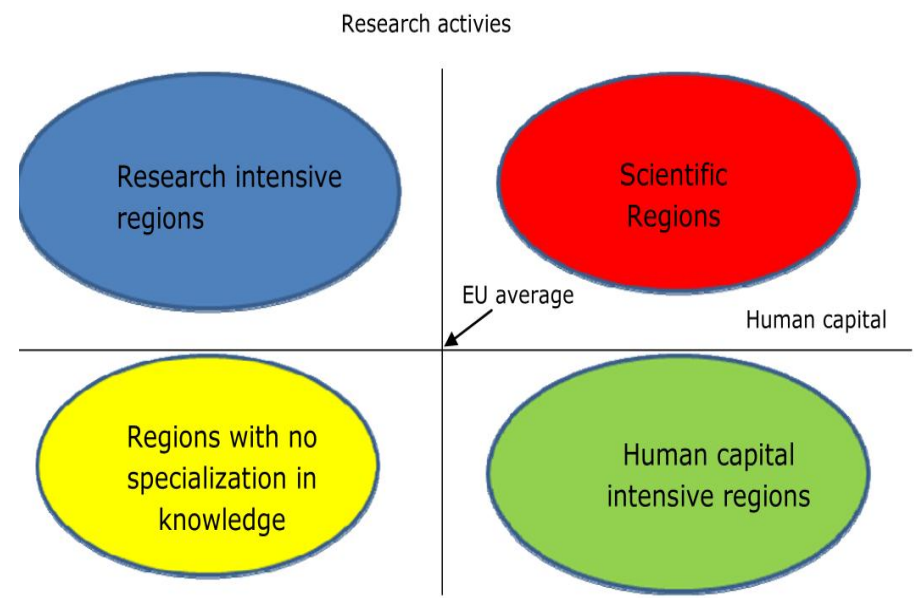 Research activies
Research intensive
regions
Scientific
Regions
EU average
Human capital
Regions with no
specialization in
knowledge
Human capital
intensive regions